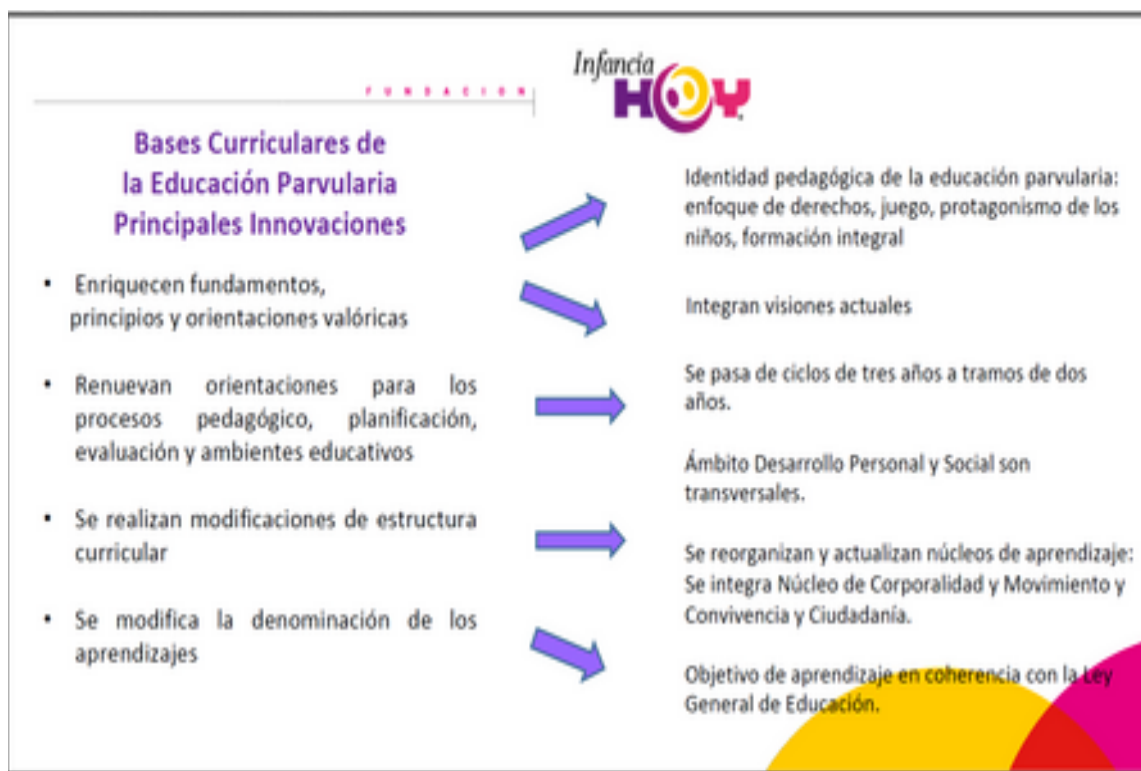 FUNDACION
Infancia
HOY
Bases Curriculares de
la Educación Parvularia
Principales Innovaciones
• Enriquecen fundamentos,
principios y orientaciones valóricas
• Renuevan orientaciones para los
procesos pedagógico, planificación,
evaluación y ambientes educativos
• Se realizan modificaciones de estructura
curricular
• Se modifica la denominación de los
aprendizajes
Identidad pedagógica de la educación parvularia:
enfoque de derechos, juego, protagonismo de los
niños, formación integral
Integran visiones actuales
Se pasa de ciclos de tres años a tramos de dos
años.
Ámbito Desarrollo Personal y Social son
transversales.
Se reorganizan y actualizan núcleos de aprendizaje:
Se integra Núcleo de Corporalidad y Movimiento y
Convivencia y Ciudadanía.
Objetivo de aprendizaje en coherencia con la Ley
General de Educación.